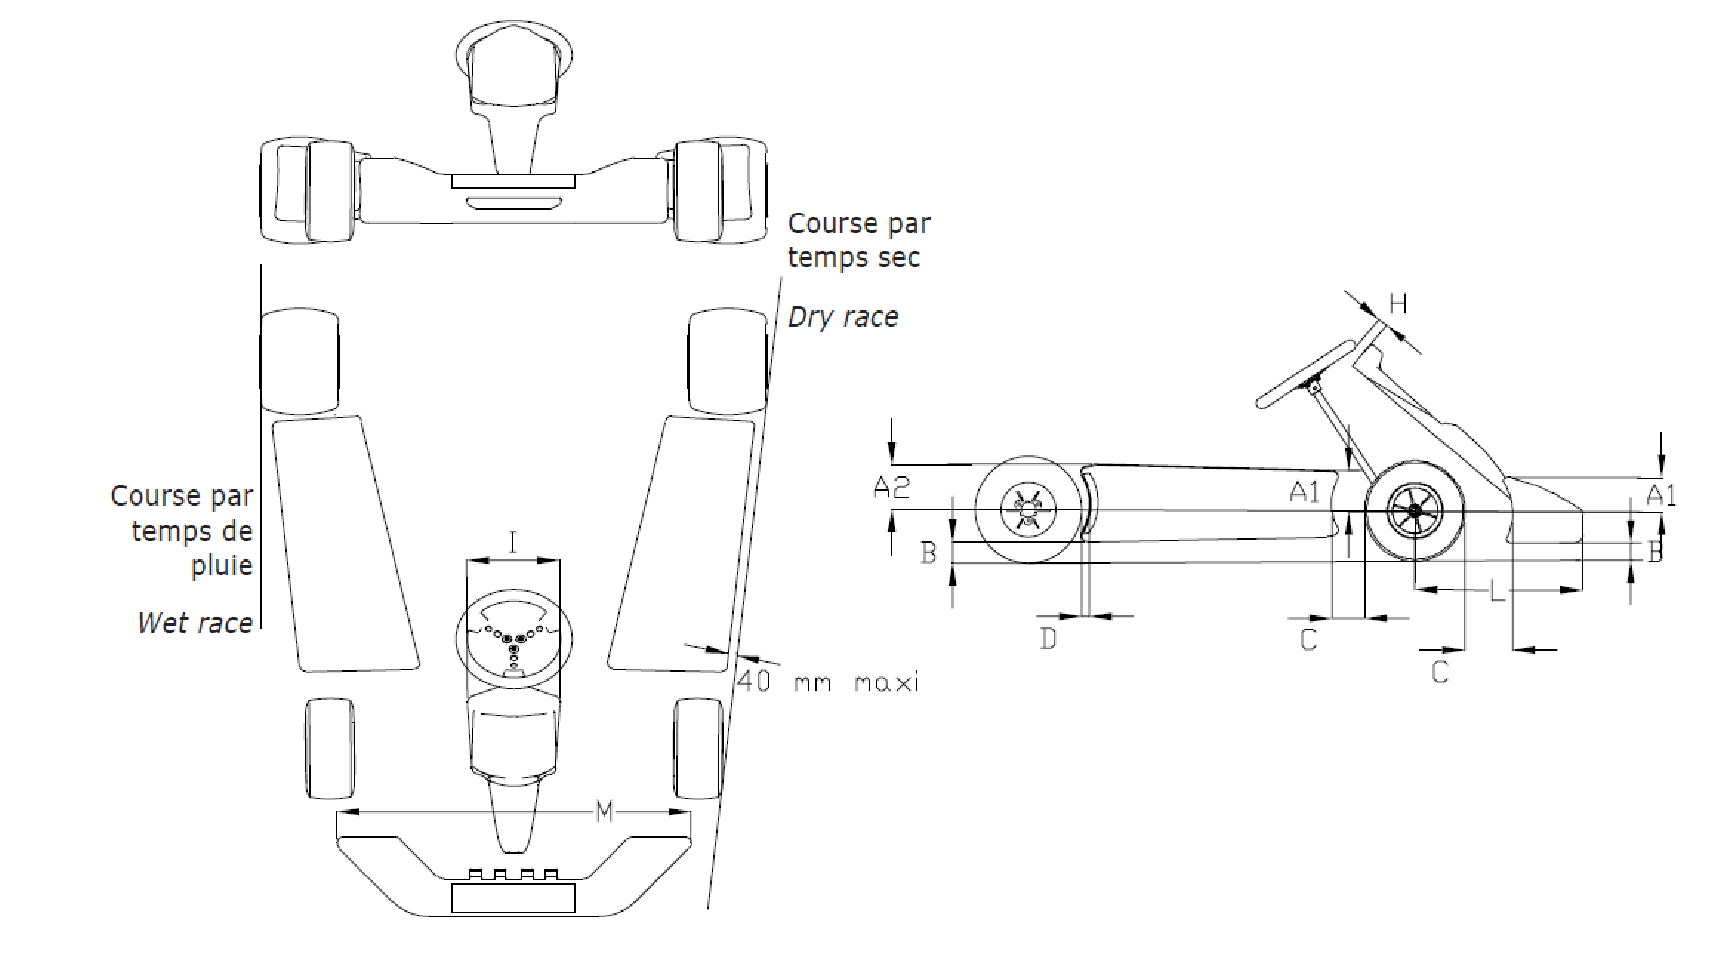 Course par
temps sec
Dry race
H
A2
A1
A1
B
B
Course par
temps de
pluie
Wet race
I
L
D
C
C
40 mm maxi
M